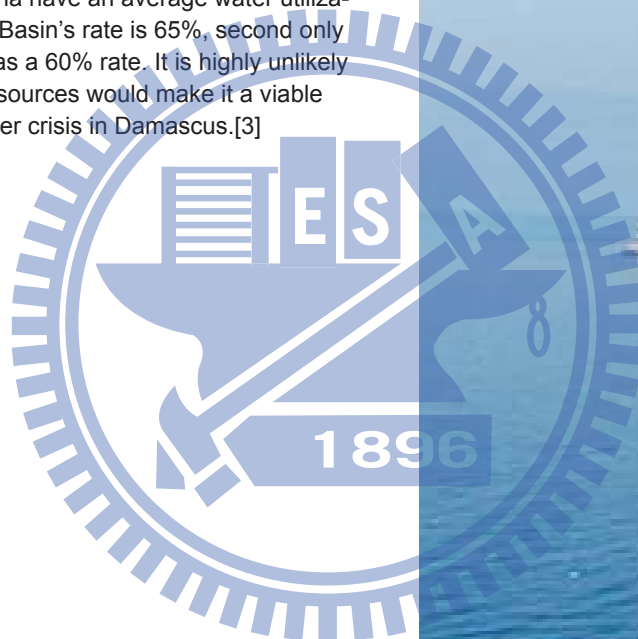 na have an average water utiliza-
Basin’s rate is 65%, second only
as a 60% rate. It is highly unlikely
sources would make it a viable
er crisis in Damascus.[3]
E S A
1896